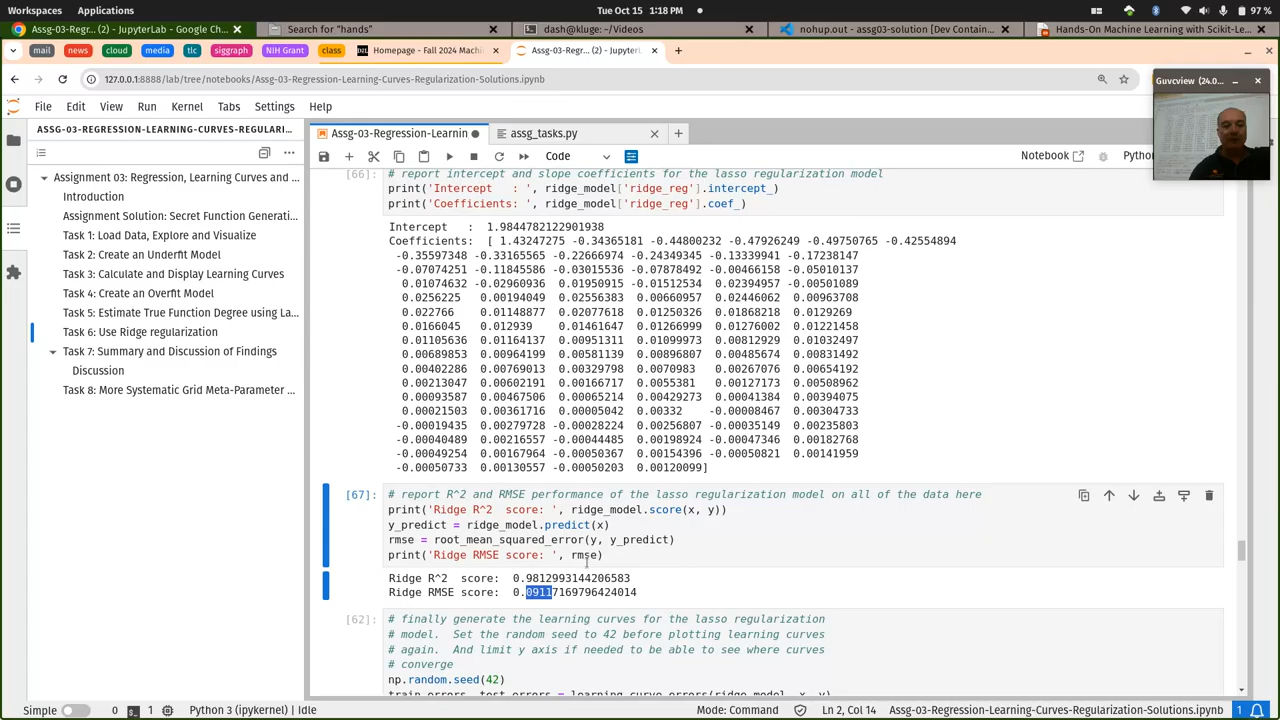 Workspaces Applications Tue Oct 15 1:18 PM 97 %
Assg-03-Regr... (2) - JupyterLab - Google Ch... Search for "hands" dash@kluge: ~/Videos nohup.out - assg03-solution [Dev Contain... Hands-On Machine Learning with Scikit-Le...
mail news cloud media tlc siggraph NIH Grant class Homepage - Fall 2024 Machi Assg-03-Regr... (2) - JupyterL
127.0.0.1:8888/lab/tree/notebooks/Assg-03-Regression-Learning-Curves-Regularization-Solutions.ipynb
Guvcview (24.0...
File Edit View Run Kernel Tabs Settings Help
ASSG-03-REGRESSION-LEARNING-CURVES-REGULARI...
Assignment 03: Regression, Learning Curves and ...
Introduction
Assignment Solution: Secret Function Generati...
Task 1: Load Data, Explore and Visualize
Task 2: Create an Underfit Model
Task 3: Calculate and Display Learning Curves
Task 4: Create an Overfit Model
Task 5: Estimate True Function Degree using La...
Task 6: Use Ridge regularization
Task 7: Summary and Discussion of Findings
Discussion
Task 8: More Systematic Grid Meta-Parameter ...
Assg-03-Regression-Learnin assg_tasks.py
Code Notebook Python
[66]: # report intercept and slope coefficients for the lasso regularization model
print('Intercept : ', ridge_model['ridge_reg'].intercept_)
print('Coefficients: ', ridge_model['ridge_reg'].coef_)
Intercept : 1.9844782122901938
Coefficients: [ 1.43247275 -0.34365181 -0.4480023 -0.47926249 -0.49750765 -0.42554894
-0.35597348 -0.33165565 -0.22666974 -0.24349345 -0.13339941 -0.17238147
-0.07074251 -0.11845586 -0.03015536 -0.07878492 0.00466158 -0.05010137
0.01074632 -0.02960936 0.01950915 -0.01512534 0.02394957 -0.00501089
0.0256225 0.00194049 0.02556383 0.00660957 0.02446062 0.00963708
0.022766 0.01148877 0.02077618 0.01250326 0.01868218 0.0129269
0.0166045 0.012939 0.01461647 0.01266999 0.01276002 0.01221458
0.01105636 0.01164137 0.00951311 0.01099973 0.00812929 0.01032497
0.00689853 0.00964199 0.00581139 0.00896807 0.00485674 0.00831492
0.00402286 0.00769013 0.00329798 0.0070983 0.00267076 0.00654192
0.00213047 0.00602191 0.00166717 0.0055381 0.00127173 0.00508962
0.00093587 0.00467506 0.00065214 0.00429273 0.00041384 0.00394075
0.00021503 0.00361716 0.00005042 0.00332 -0.00008467 0.00304733
-0.00019435 0.00279728 -0.00028224 0.00256807 -0.00035149 0.00235803
-0.00040489 0.00216557 -0.00044485 0.00198924 -0.00047346 0.00182768
-0.00049254 0.00167964 -0.00050367 0.00154396 -0.00050821 0.00141959
-0.00050733 0.00130557 -0.00050203 0.00120099]
[67]: # report R^2 and RMSE performance of the lasso regularization model on all of the data here
print('Ridge R^2 score: ', ridge_model.score(x, y))
y_predict = ridge_model.predict(x)
rmse = root_mean_squared_error(y, y_predict)
print('Ridge RMSE score: ', rmse)
Ridge R^2 score: 0.9812993144206583
Ridge RMSE score: 0.09117169796424014
[62]: # finally generate the learning curves for the lasso regularization
# model. Set the random seed to 42 before plotting learning curves
# again. And limit y axis if needed to be able to see where curves
# converge
np.random.seed(42)
train_errors, test_errors = learning_curve_errors(ridge_model, x, y)
Simple 0 1 Python 3 (ipykernel) | Idle Mode: Command Ln 2, Col 14 Assg-03-Regression-Learning-Curves-Regularization-Solutions.ipynb 1